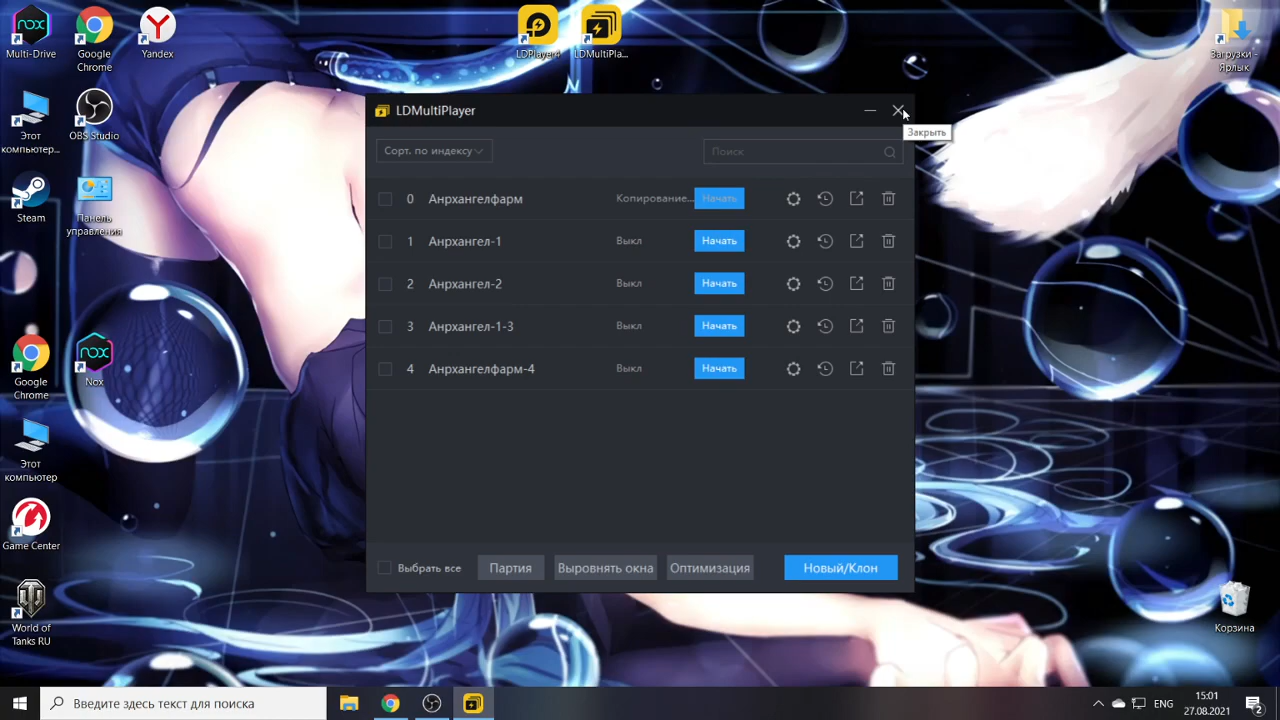 Multi-Drive
Google
Chrome
Yandex
LDPlayer4
LDMultiPla...
Загрузки -
Ярлык
Этот
компьютер...
OBS Studio
Steam
Панель
управления
Google
Chrome
Nox
Этот
компьютер
Game Center
World of
Tanks RU
Корзина
LDMultiPlayer
Закрыть
Сорт. по индексу
Поиск
0 Анрхангелфарм Копирование... Начать
1 Анрхангел-1 Выкл Начать
2 Анрхангел-2 Выкл Начать
3 Анрхангел-1-3 Выкл Начать
4 Анрхангелфарм-4 Выкл Начать
Выбрать все Партия Выровнять окна Оптимизация Новый/Клон
Введите здесь текст для поиска
ENG
15:01
27.08.2021
2